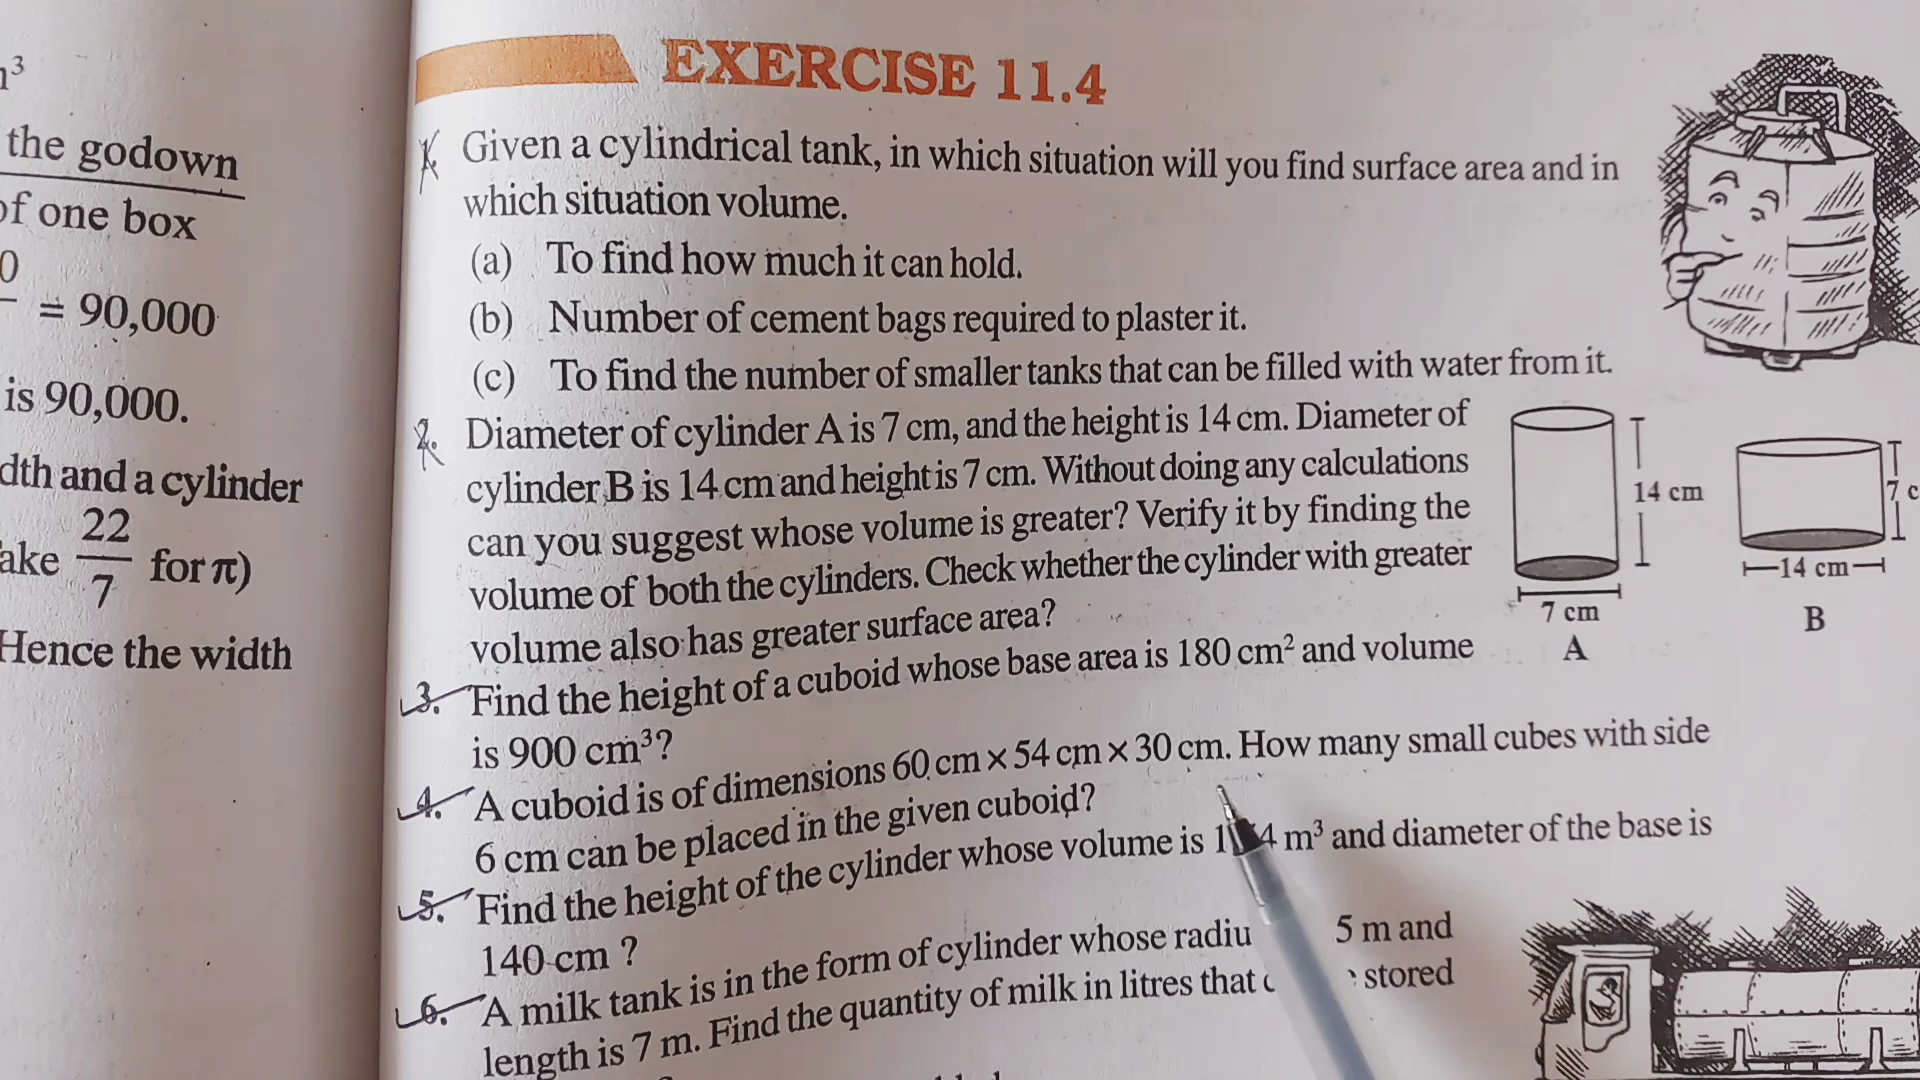 3
the godown
of one box
0
= 90,000
is 90,000.
dth and a cylinder
ake 22/7 for π)
Hence the width
EXERCISE 11.4
1. Given a cylindrical tank, in which situation will you find surface area and in
which situation volume.
(a) To find how much it can hold.
(b) Number of cement bags required to plaster it.
(c) To find the number of smaller tanks that can be filled with water from it.
2. Diameter of cylinder A is 7 cm, and the height is 14 cm. Diameter of
cylinder B is 14 cm and height is 7 cm. Without doing any calculations
can you suggest whose volume is greater? Verify it by finding the
volume of both the cylinders. Check whether the cylinder with greater
volume also has greater surface area?
14 cm
7 cm
A
7 c
14 cm
B
3. Find the height of a cuboid whose base area is 180 cm² and volume
is 900 cm³?
4. A cuboid is of dimensions 60 cm × 54 cm × 30 cm. How many small cubes with side
6 cm can be placed in the given cuboid?
5. Find the height of the cylinder whose volume is 1 4 m³ and diameter of the base is
140 cm ?
6. A milk tank is in the form of cylinder whose radiu 5 m and
length is 7 m. Find the quantity of milk in litres that stored